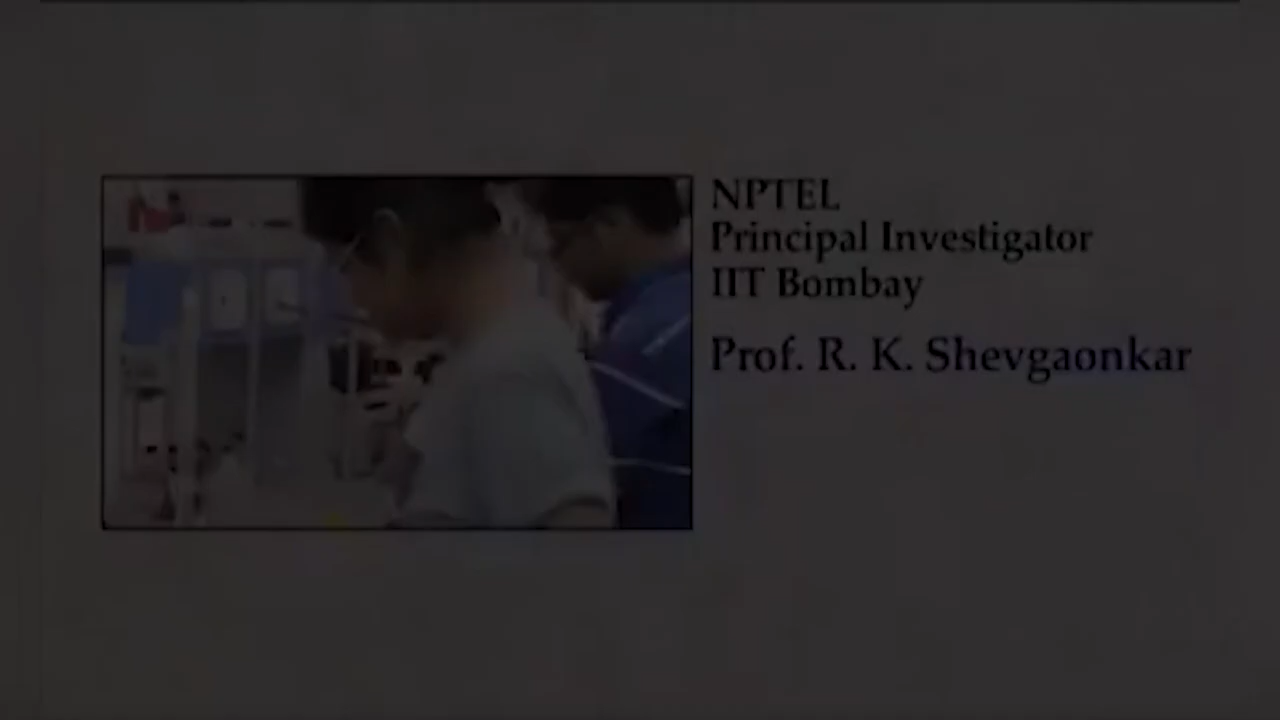 NPTEL
Principal Investigator
IIT Bombay
Prof. R. K. Shevgaonkar